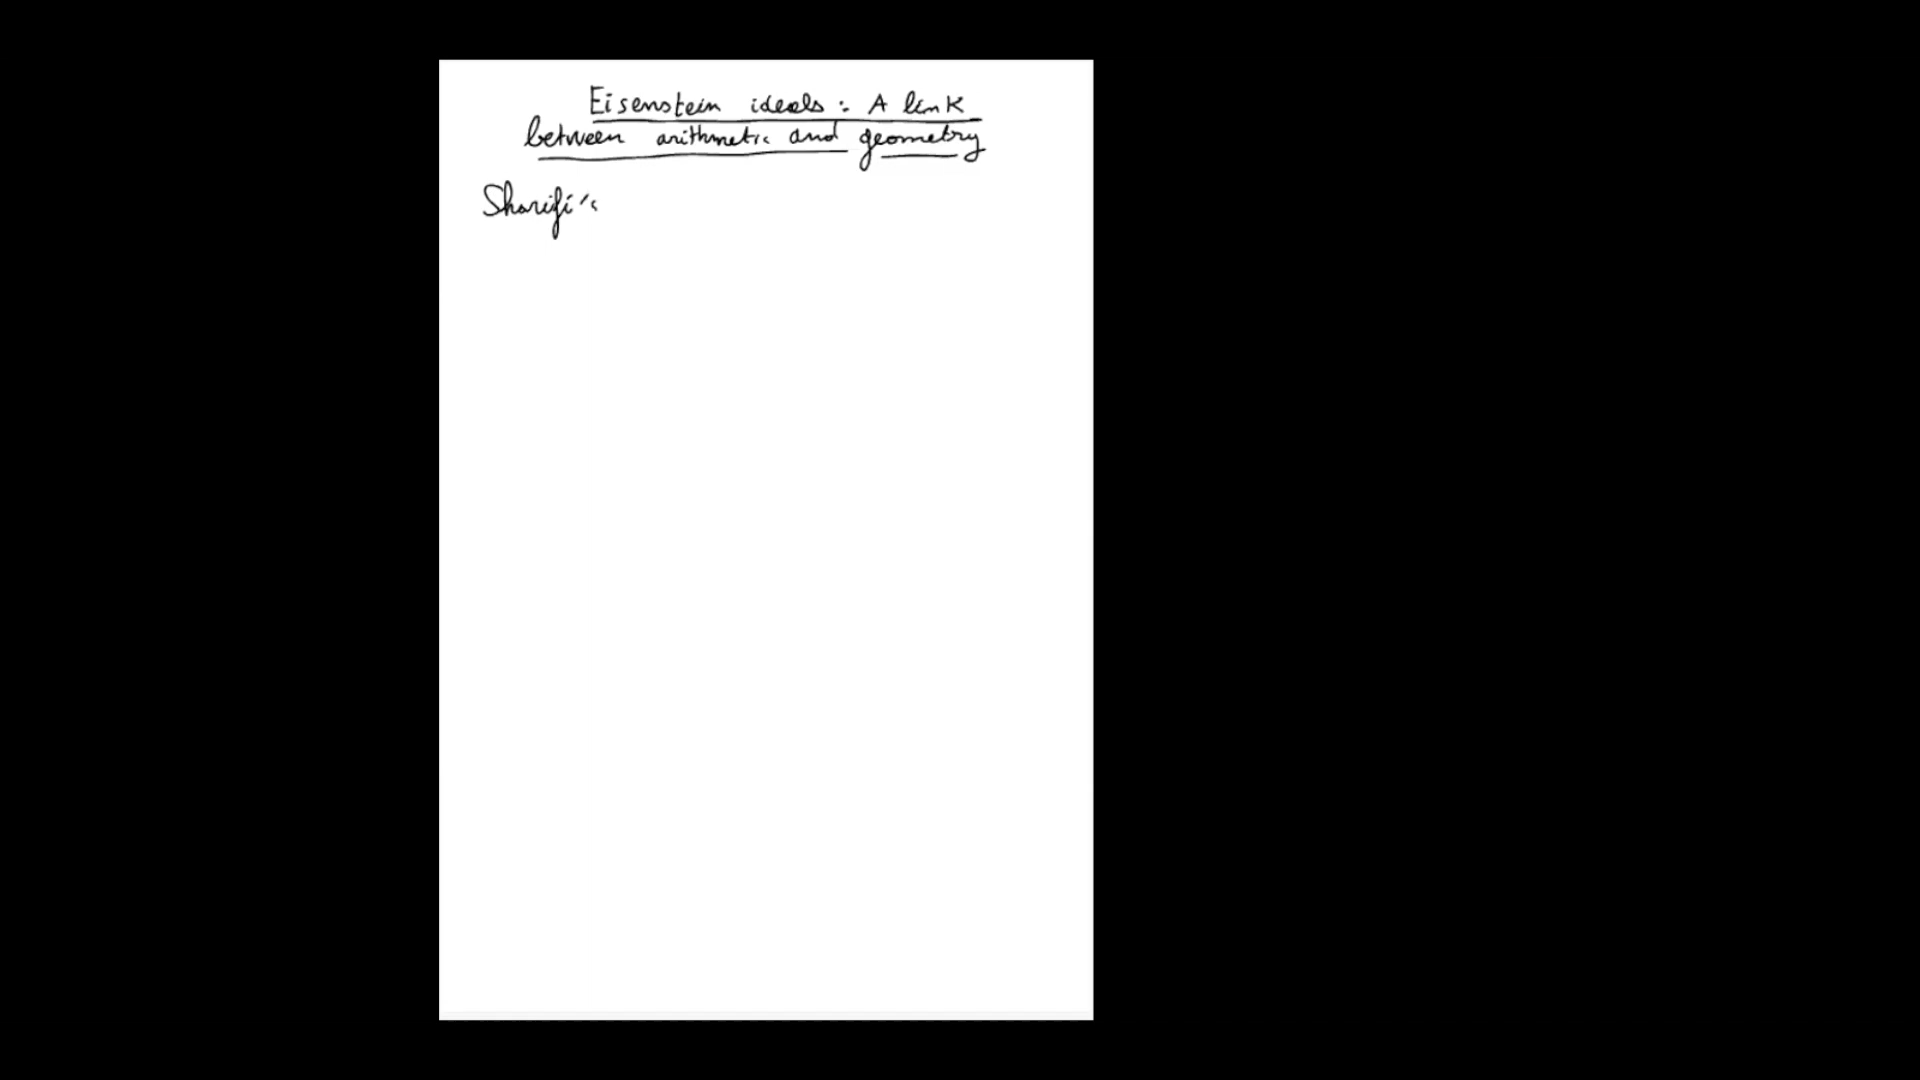 Eisenstein ideals : A link
between arithmetic and geometry
Sharifi's